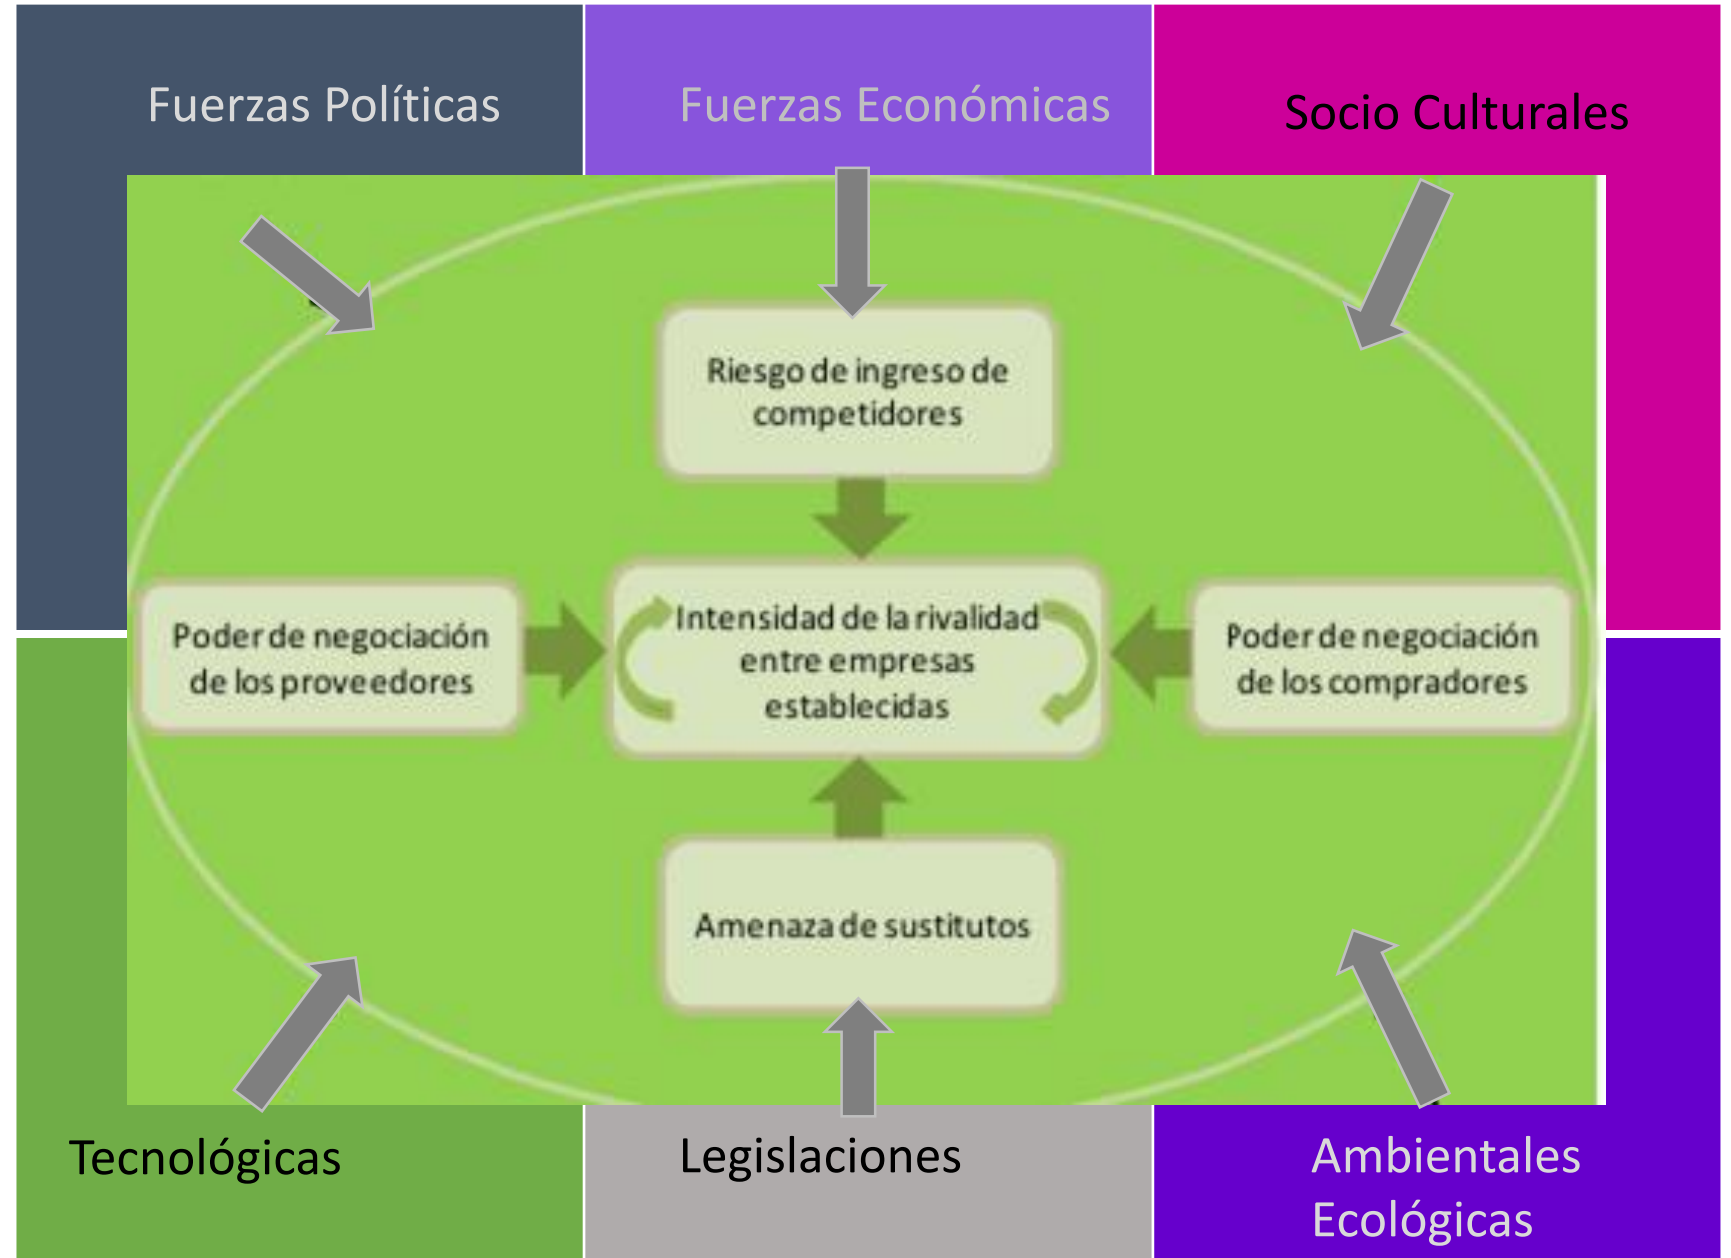 Fuerzas Políticas
Fuerzas Económicas
Socio Culturales
Riesgo de ingreso de
competidores
Poder de negociación
de los proveedores
Intensidad de la rivalidad
entre empresas
establecidas
Poder de negociación
de los compradores
Amenaza de sustitutos
Tecnológicas
Legislaciones
Ambientales
Ecológicas